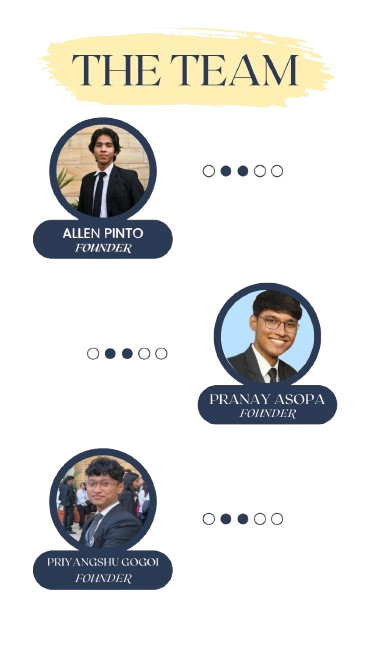 THE TEAM
ALLEN PINTO
FOUNDER
PRANAY ASOPA
FOUNDER
PRIYANGSHU GOGOI
FOUNDER